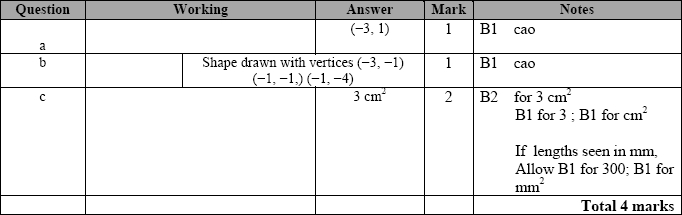 Question Working Answer Mark Notes
a (−3, 1) 1 B1 cao
b Shape drawn with vertices (−3, −1) 1 B1 cao
(−1, −1,) (−1, −4)
c 3 cm² 2 B2 for 3 cm²
B1 for 3 ; B1 for cm²
If lengths seen in mm,
Allow B1 for 300; B1 for
mm²
Total 4 marks